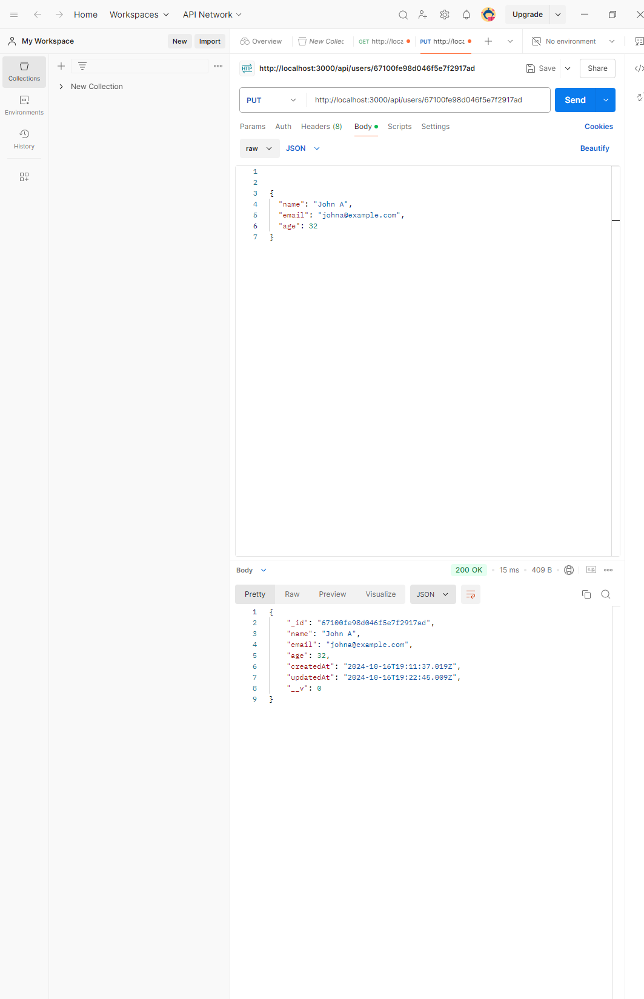 Home Workspaces API Network Upgrade
My Workspace New Import Overview New Collec GET http://loca PUT http://loca No environment
Collections
Environments
History
New Collection
HTTP http://localhost:3000/api/users/67100fe98d046f5e7f2917ad Save Share
PUT http://localhost:3000/api/users/67100fe98d046f5e7f2917ad Send
Params Auth Headers (8) Body Scripts Settings Cookies
raw JSON Beautify
1
2
3 {
4 "name": "John A",
5 "email": "johna@example.com",
6 "age": 32
7 }
Body 200 OK 15 ms 409 B e.g.
Pretty Raw Preview Visualize JSON
1 {
2 "_id": "67100fe98d046f5e7f2917ad",
3 "name": "John A",
4 "email": "johna@example.com",
5 "age": 32,
6 "createdAt": "2024-10-16T19:11:37.019Z",
7 "updatedAt": "2024-10-16T19:22:45.009Z",
8 "__v": 0
9 }